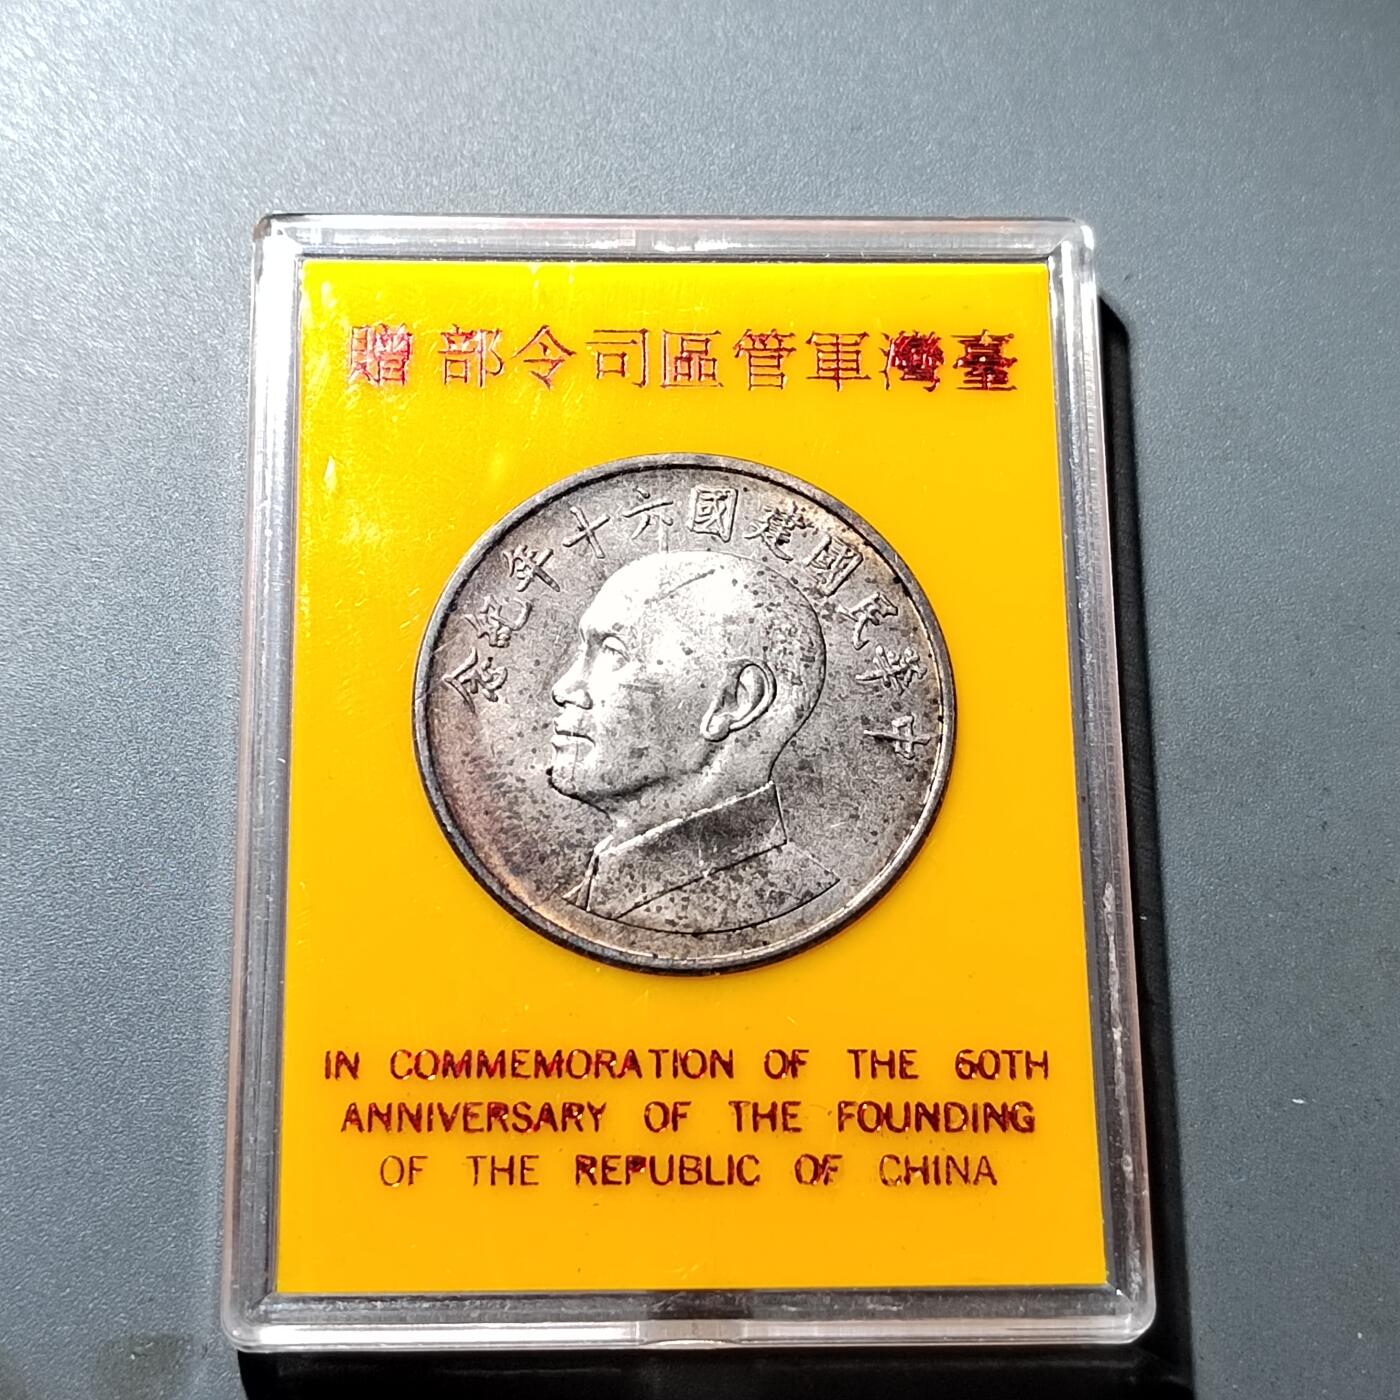 臺灣軍管區司令部 贈
中華民國建國六十年紀念
IN COMMEMORATION OF THE 60TH
ANNIVERSARY OF THE FOUNDING
OF THE REPUBLIC OF CHINA